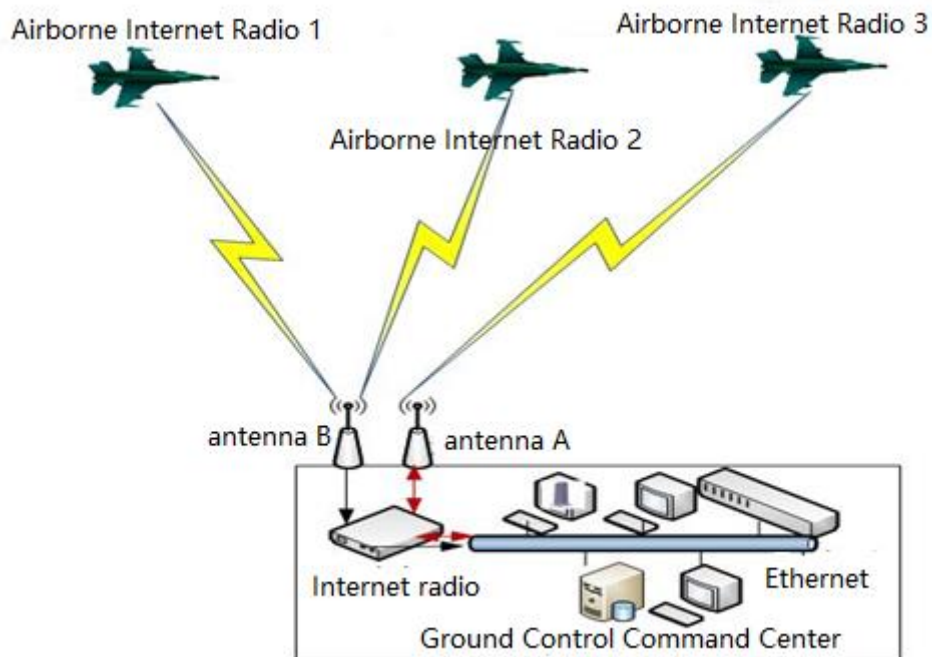 Airborne Internet Radio 1
Airborne Internet Radio 3
Airborne Internet Radio 2
antenna B
antenna A
Internet radio
Ethernet
Ground Control Command Center